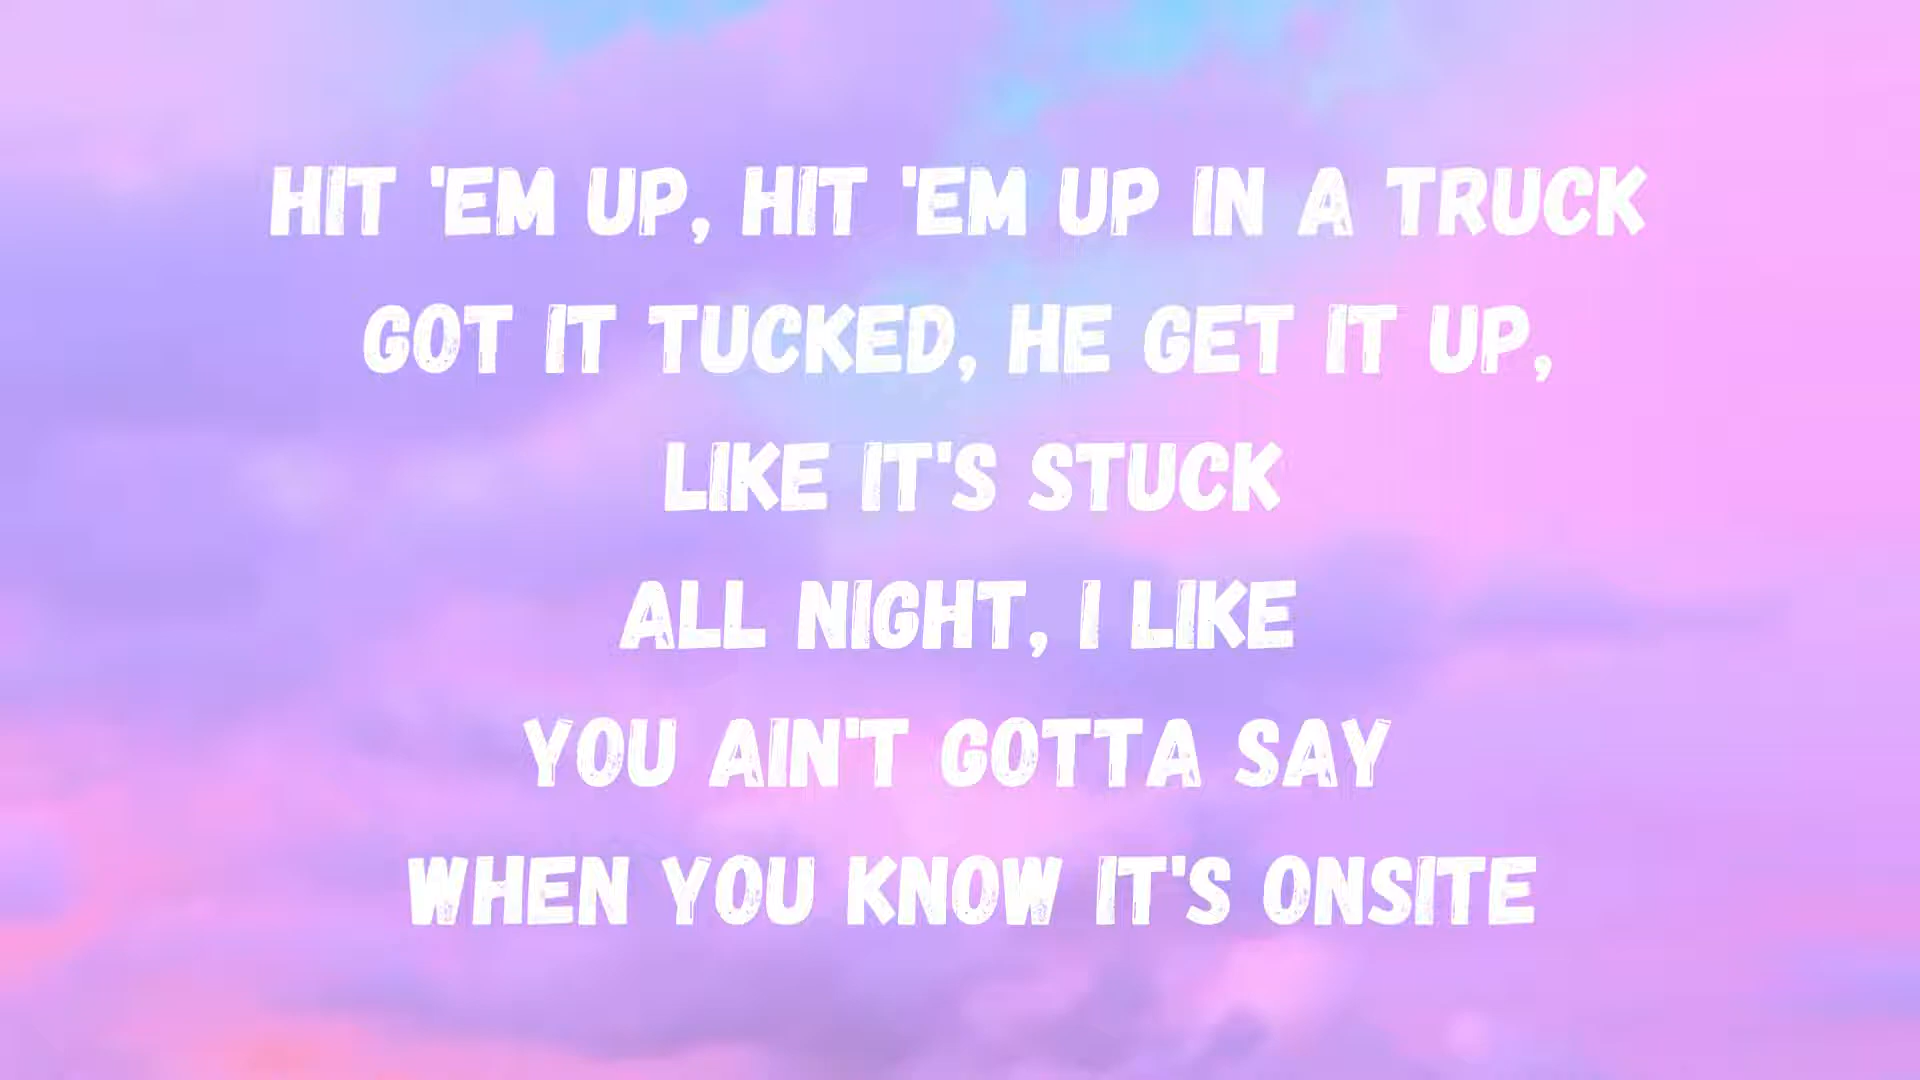 HIT 'EM UP, HIT 'EM UP IN A TRUCK
GOT IT TUCKED, HE GET IT UP,
LIKE IT'S STUCK
ALL NIGHT, I LIKE
YOU AIN'T GOTTA SAY
WHEN YOU KNOW IT'S ONSITE